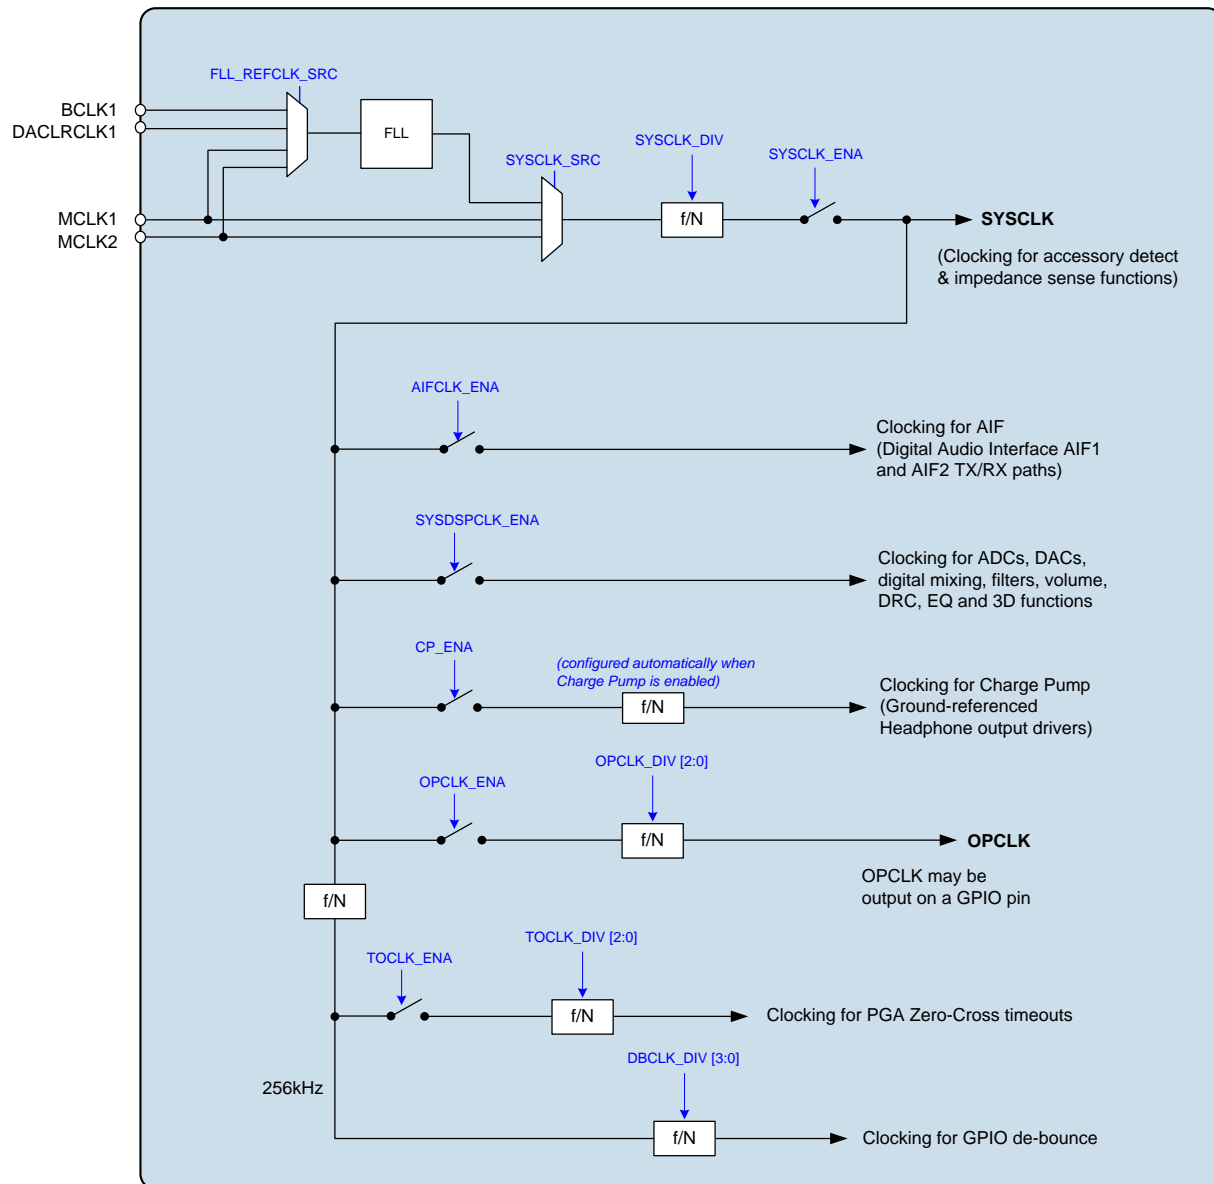 FLL_REFCLK_SRC
BCLK1
DACLRCLK1
FLL
SYSCLK_DIV
SYSCLK_ENA
SYSCLK_SRC
MCLK1
MCLK2
f/N
SYSCLK
(Clocking for accessory detect
& impedance sense functions)
AIFCLK_ENA
Clocking for AIF
(Digital Audio Interface AIF1
and AIF2 TX/RX paths)
SYSDSPCLK_ENA
Clocking for ADCs, DACs,
digital mixing, filters, volume,
DRC, EQ and 3D functions
CP_ENA
(configured automatically when
Charge Pump is enabled)
f/N
Clocking for Charge Pump
(Ground-referenced
Headphone output drivers)
OPCLK_ENA
OPCLK_DIV [2:0]
f/N
OPCLK
OPCLK may be
output on a GPIO pin
f/N
TOCLK_ENA
TOCLK_DIV [2:0]
f/N
Clocking for PGA Zero-Cross timeouts
DBCLK_DIV [3:0]
256kHz
f/N
Clocking for GPIO de-bounce